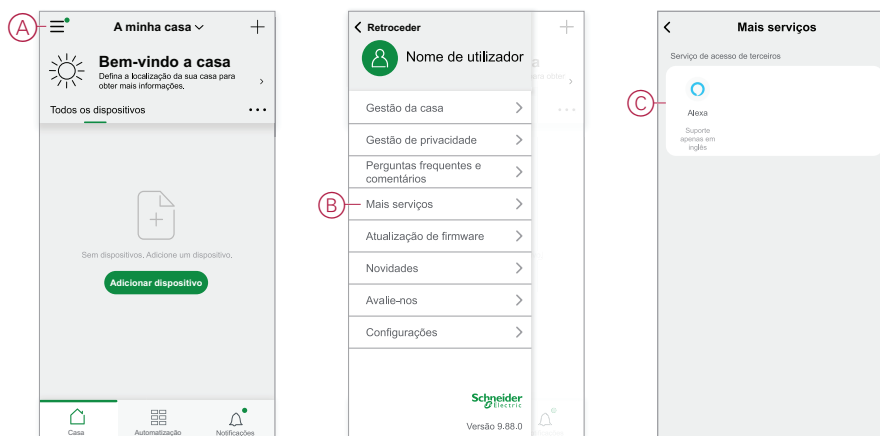 A
A minha casa
Bem-vindo a casa
Defina a localização da sua casa para
obter mais informações.
Todos os dispositivos
Sem dispositivos. Adicione um dispositivo.
Adicionar dispositivo
Casa
Automatização
Notificações
Retroceder
Nome de utilizador
Gestão da casa
Gestão de privacidade
Perguntas frequentes e
comentários
B
Mais serviços
Atualização de firmware
Novidades
Avalie-nos
Configurações
Schneider
Electric
Versão 9.88.0
Mais serviços
Serviço de acesso de terceiros
C
Alexa
Suporte
apenas em
inglês